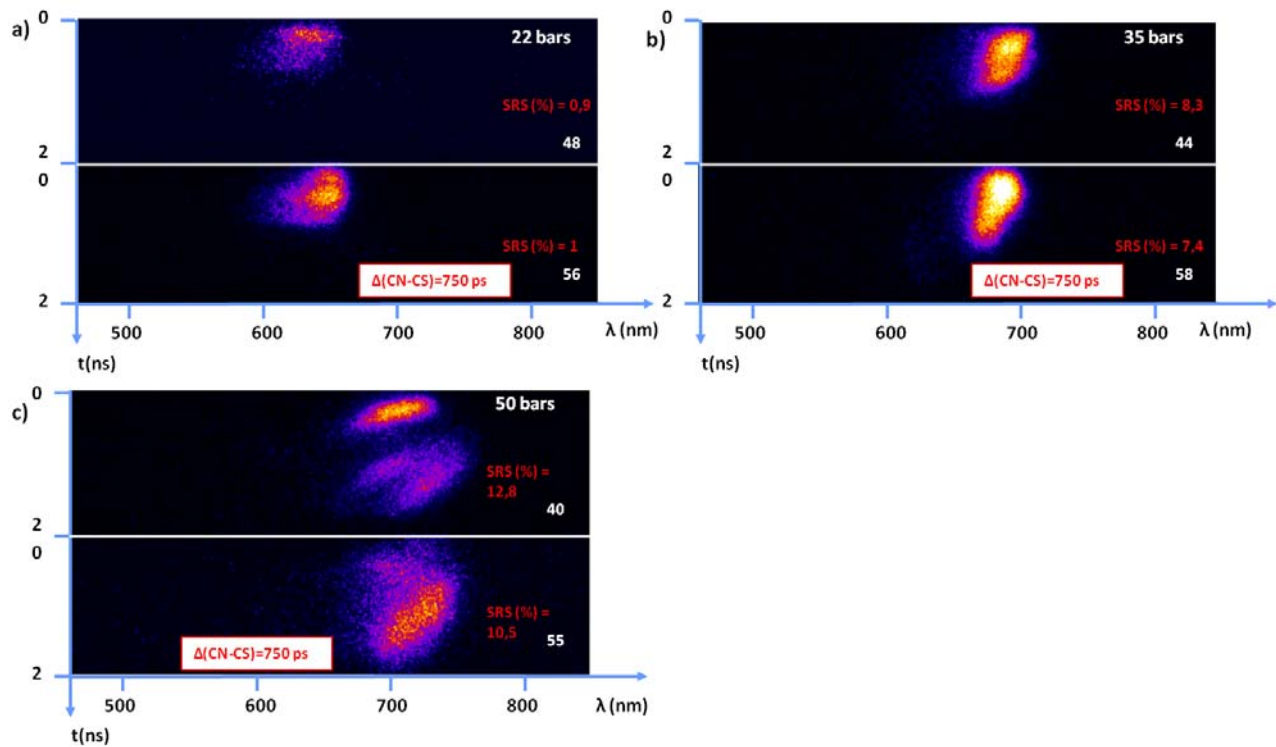 a)
0
22 bars
SRS (%) = 0,9
48
2
0
SRS (%) = 1
56
Δ(CN-CS)=750 ps
2
500 600 700 800 λ (nm)
t(ns)
b)
0
35 bars
SRS (%) = 8,3
44
2
0
SRS (%) = 7,4
58
Δ(CN-CS)=750 ps
2
500 600 700 800 λ (nm)
t(ns)
c)
0
50 bars
SRS (%) =
12,8
40
2
0
SRS (%) =
10,5
55
Δ(CN-CS)=750 ps
2
500 600 700 800 λ (nm)
t(ns)